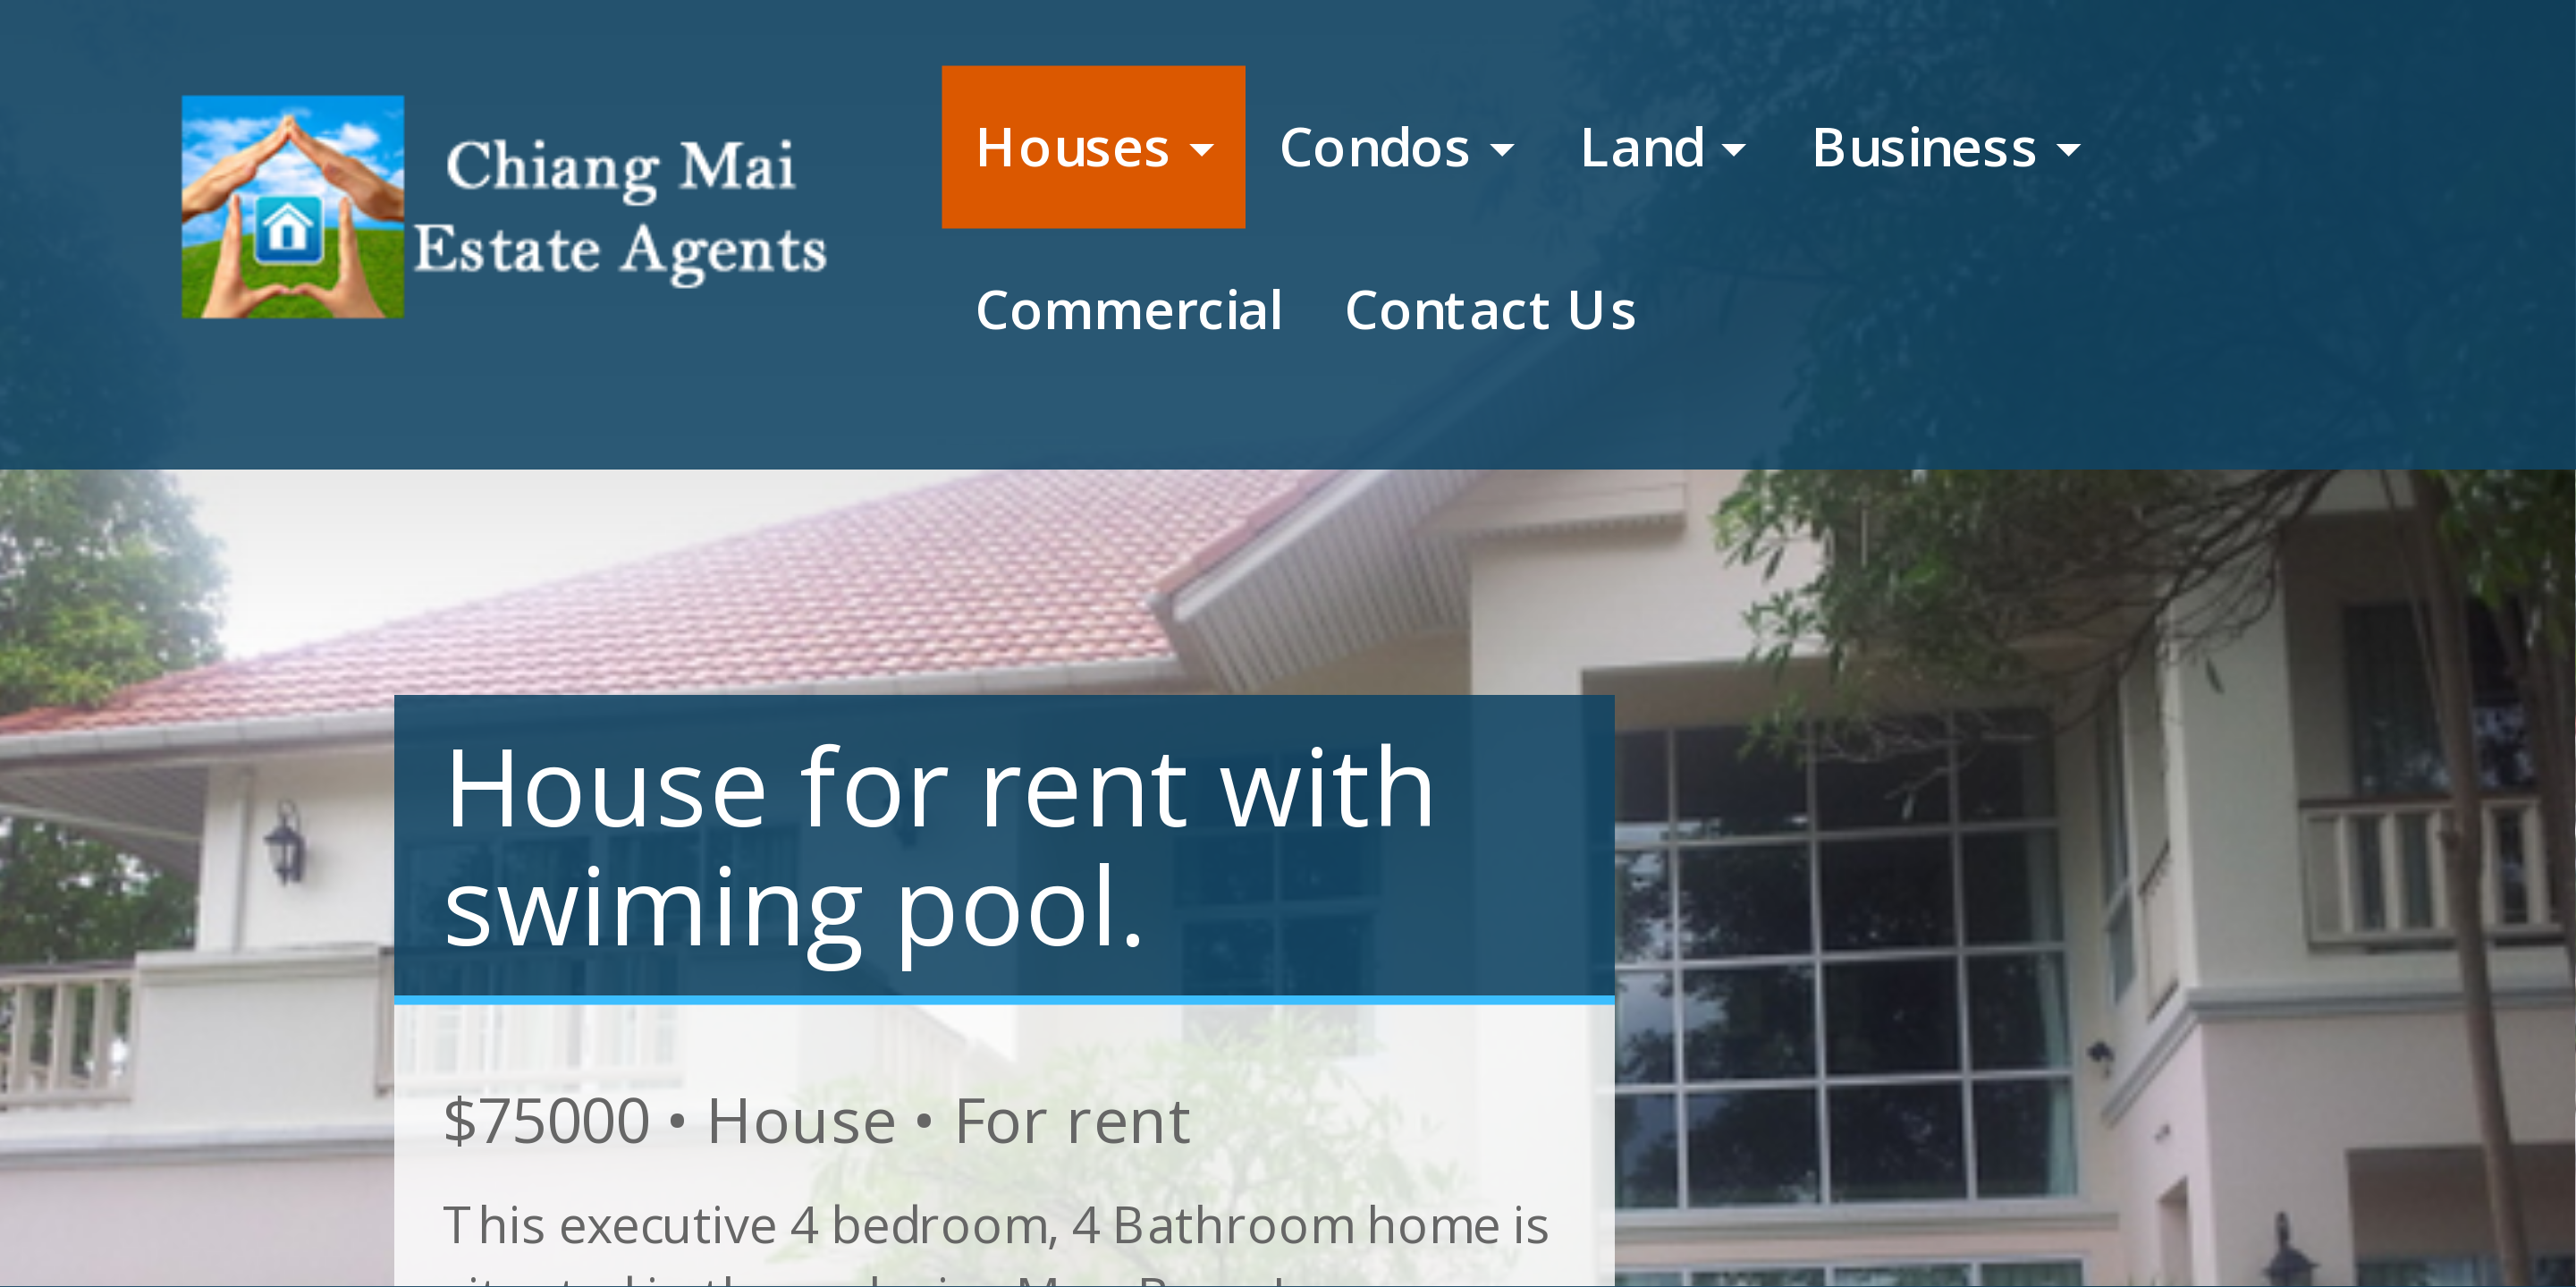 Chiang Mai
Estate Agents
Houses
Condos
Land
Business
Commercial
Contact Us
House for rent with
swiming pool.
$75000 • House • For rent
This executive 4 bedroom, 4 Bathroom home is